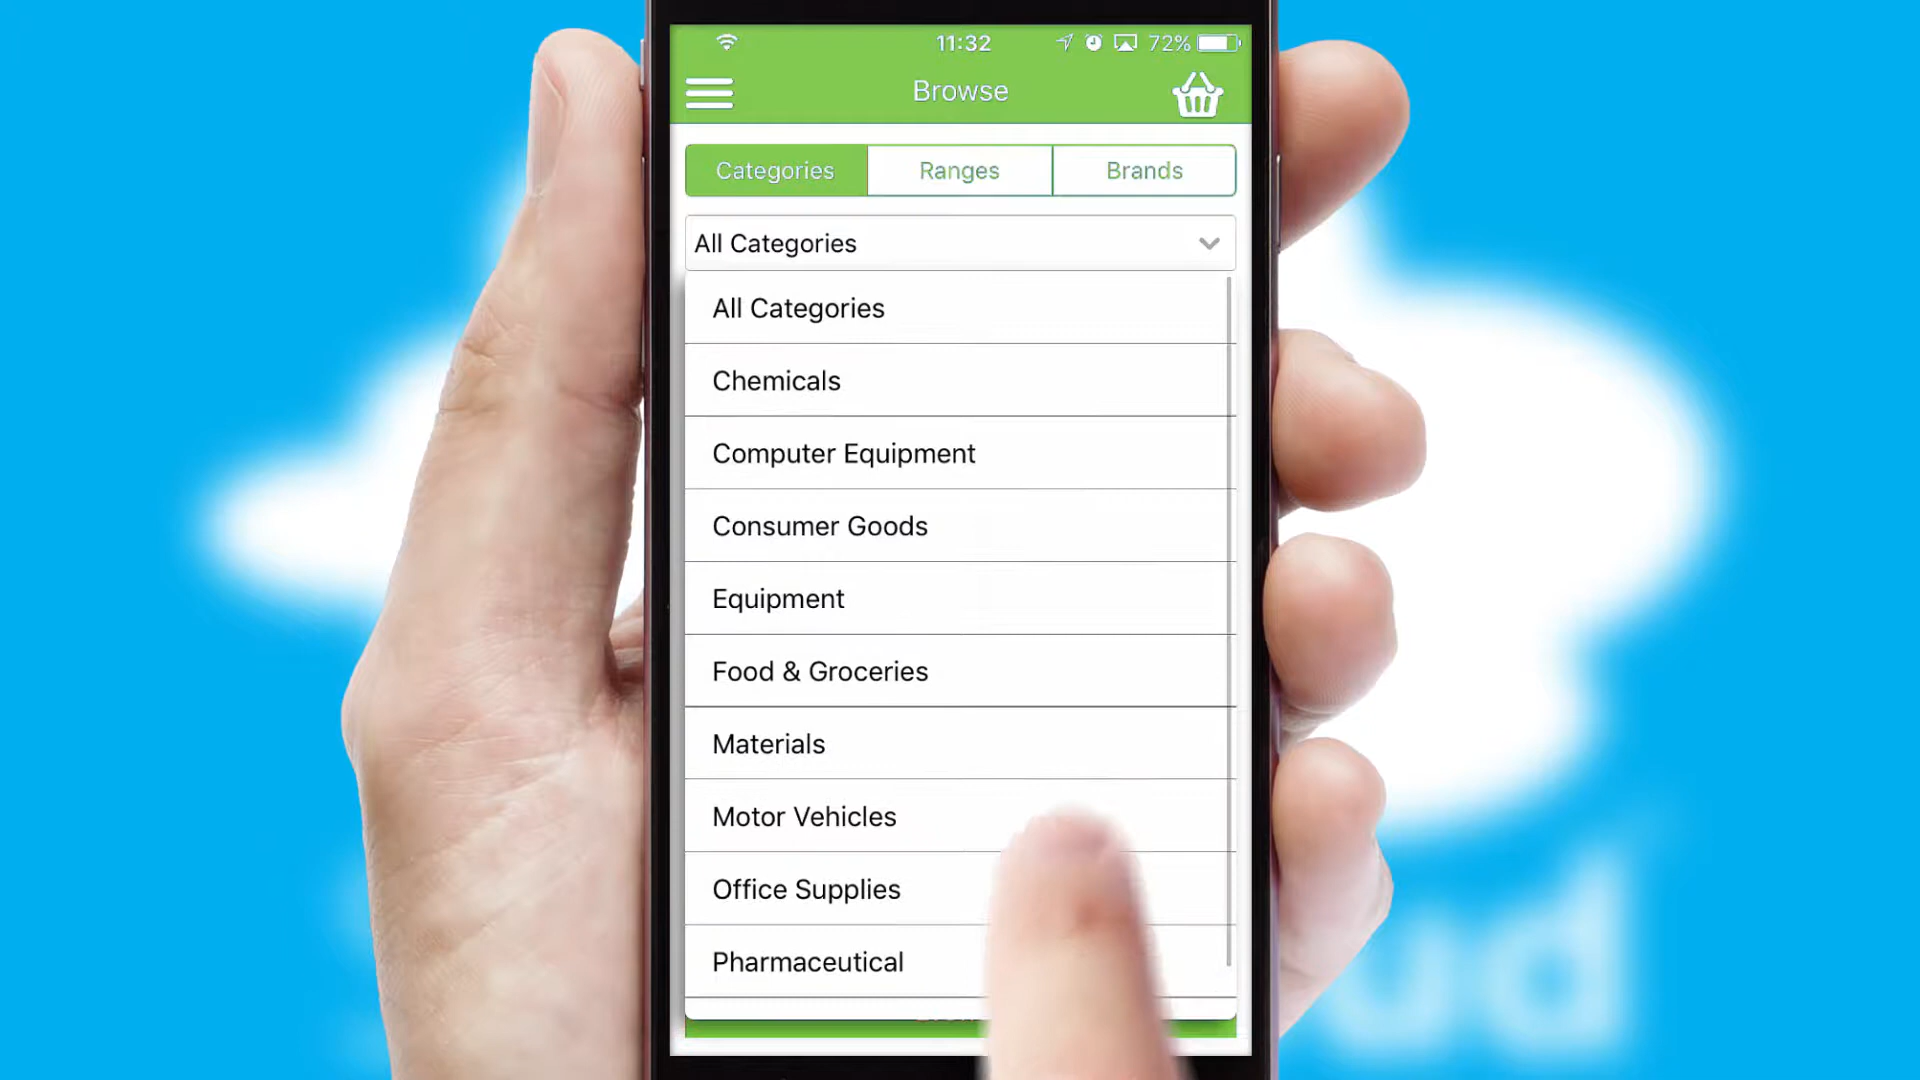 11:32
72%
Browse
Categories
Ranges
Brands
All Categories
All Categories
Chemicals
Computer Equipment
Consumer Goods
Equipment
Food & Groceries
Materials
Motor Vehicles
Office Supplies
Pharmaceutical
ud